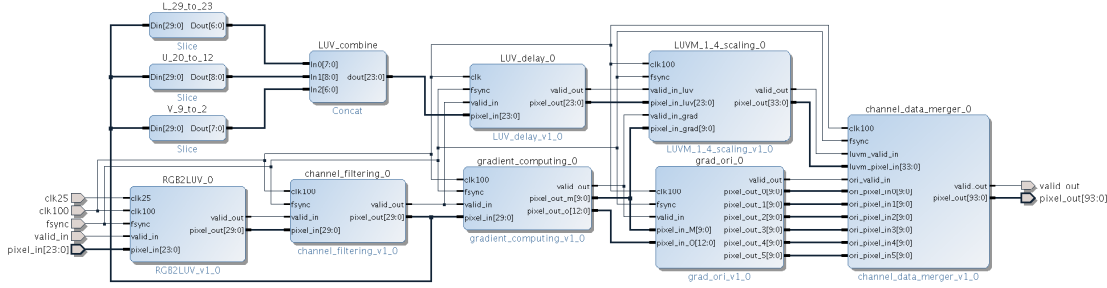 L_29_to_23
Din[29:0] Dout[6:0]
Slice
U_20_to_12
Din[29:0] Dout[8:0]
Slice
V_9_to_2
Din[29:0] Dout[7:0]
Slice
LUV_combine
In0[7:0]
In1[8:0] dout[23:0]
In2[6:0]
Concat
LUV_delay_0
clk
fsync
valid_in valid_out
pixel_in[23:0] pixel_out[23:0]
LUV_delay_v1_0
LUVM_1_4_scaling_0
clk100
fsync
valid_in_luv valid_out
pixel_in_luv[23:0] pixel_out[33:0]
valid_in_grad
pixel_in_grad[9:0]
LUVM_1_4_scaling_v1_0
clk25
clk100
fsync
valid_in
pixel_in[23:0]
RGB2LUV_0
clk25
clk100
fsync valid_out
valid_in pixel_out[29:0]
pixel_in[23:0]
RGB2LUV_v1_0
channel_filtering_0
clk100
fsync
valid_in valid_out
pixel_in[29:0] pixel_out[29:0]
channel_filtering_v1_0
gradient_computing_0
clk100
fsync valid_out
valid_in pixel_out_m[9:0]
pixel_in[29:0] pixel_out_o[12:0]
gradient_computing_v1_0
grad_ori_0
clk100
fsync
valid
pixel_in_M[9:0]
pixel_in_O[12:0]
valid_out
pixel_out_0[9:0]
pixel_out_1[9:0]
pixel_out_2[9:0]
pixel_out_3[9:0]
pixel_out_4[9:0]
pixel_out_5[9:0]
grad_ori_v1_0
channel_data_merger_0
clk100
fsync
luvm_valid_in
luvm_pixel_in[33:0]
ori_valid_in
ori_pixel_in0[9:0]
ori_pixel_in1[9:0]
ori_pixel_in2[9:0]
ori_pixel_in3[9:0]
ori_pixel_in4[9:0]
ori_pixel_in5[9:0]
valid_out
pixel_out[93:0]
channel_data_merger_v1_0
valid_out
pixel_out[93:0]